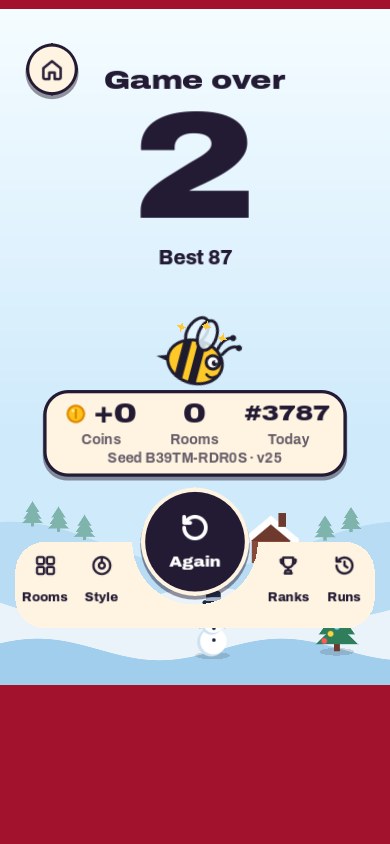 Game over
2
Best 87
+0 0 #3787
Coins Rooms Today
Seed B39TM-RDR0S · v25
Again
Rooms Style Ranks Runs